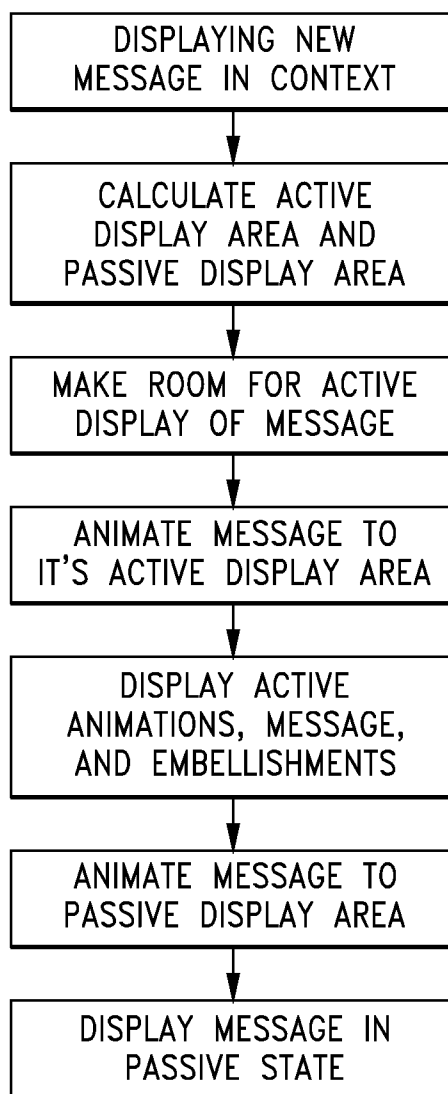 DISPLAYING NEW
MESSAGE IN CONTEXT
CALCULATE ACTIVE
DISPLAY AREA AND
PASSIVE DISPLAY AREA
MAKE ROOM FOR ACTIVE
DISPLAY OF MESSAGE
ANIMATE MESSAGE TO
IT'S ACTIVE DISPLAY AREA
DISPLAY ACTIVE
ANIMATIONS, MESSAGE,
AND EMBELLISHMENTS
ANIMATE MESSAGE TO
PASSIVE DISPLAY AREA
DISPLAY MESSAGE IN
PASSIVE STATE